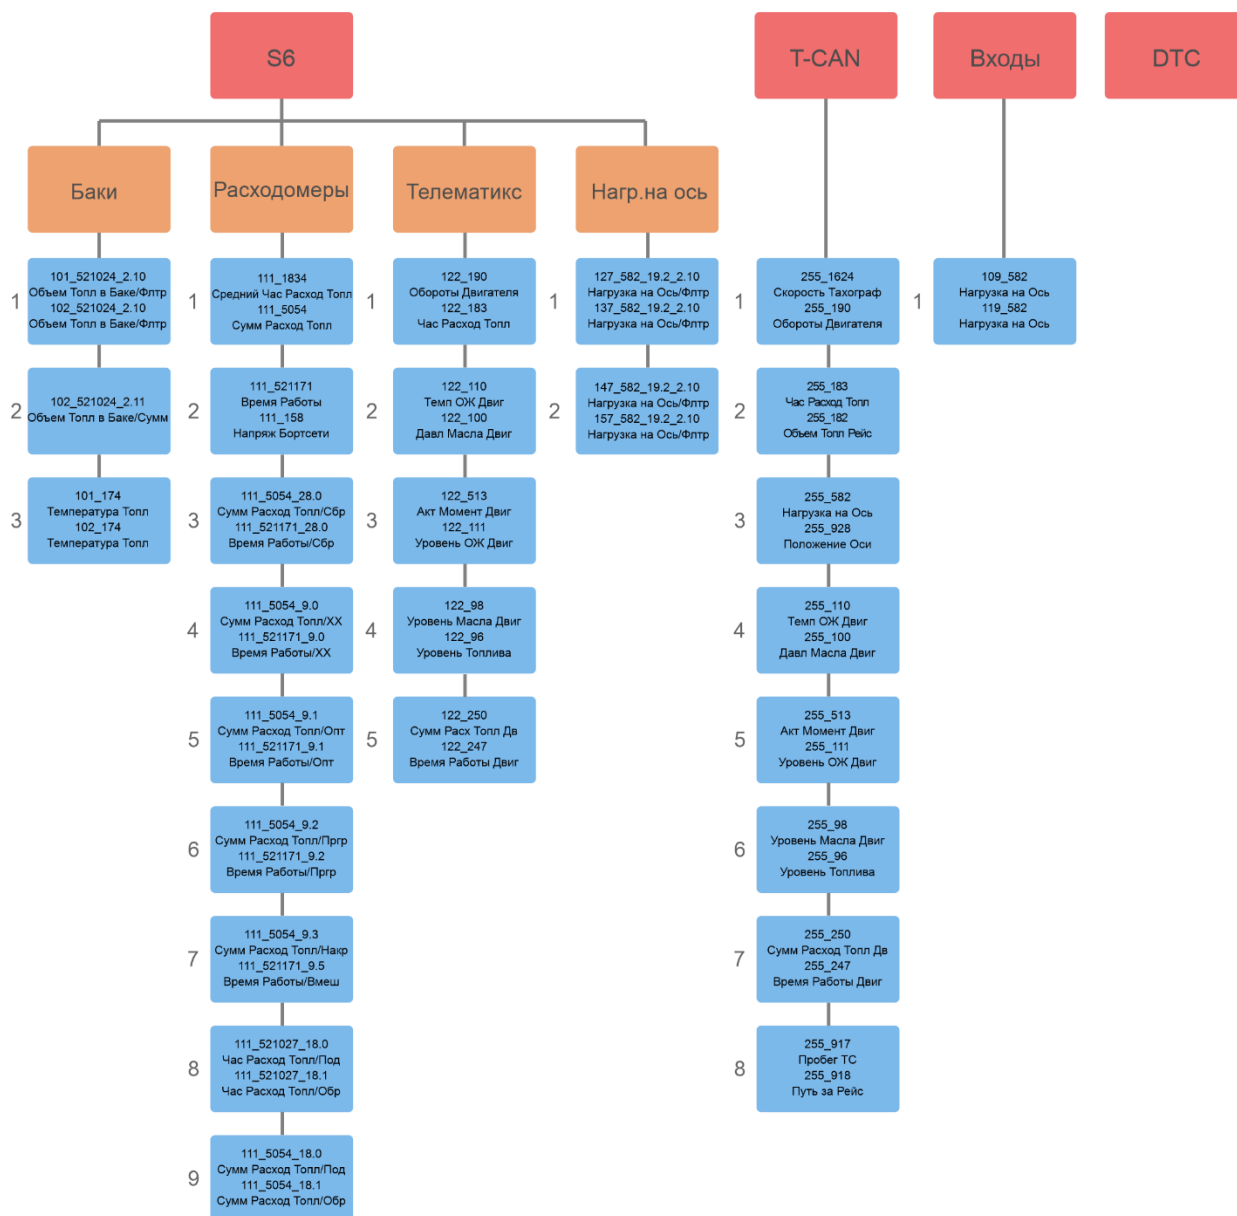 S6
T-CAN
Входы
DTC
Баки
Расходомеры
Телематикс
Нагр.на ось
1
101_521024_2.10
Объем Топл в Баке/Флтр
102_521024_2.10
Объем Топл в Баке/Флтр
2
102_521024_2.11
Объем Топл в Баке/Сумм
3
101_174
Температура Топл
102_174
Температура Топл
1
111_1834
Средний Час Расход Топл
111_5054
Сумм Расход Топл
2
111_521171
Время Работы
111_158
Напряж Бортсети
3
111_5054_28.0
Сумм Расход Топл/Сбр
111_521171_28.0
Время Работы/Сбр
4
111_5054_9.0
Сумм Расход Топл/ХХ
111_521171_9.0
Время Работы/ХХ
5
111_5054_9.1
Сумм Расход Топл/Опт
111_521171_9.1
Время Работы/Опт
6
111_5054_9.2
Сумм Расход Топл/Пргр
111_521171_9.2
Время Работы/Пргр
7
111_5054_9.3
Сумм Расход Топл/Накр
111_521171_9.5
Время Работы/Вмеш
8
111_521027_18.0
Час Расход Топл/Под
111_521027_18.1
Час Расход Топл/Обр
9
111_5054_18.0
Сумм Расход Топл/Под
111_5054_18.1
Сумм Расход Топл/Обр
1
122_190
Обороты Двигателя
122_183
Час Расход Топл
2
122_110
Темп ОЖ Двиг
122_100
Давл Масла Двиг
3
122_513
Акт Момент Двиг
122_111
Уровень ОЖ Двиг
4
122_98
Уровень Масла Двиг
122_96
Уровень Топлива
5
122_250
Сумм Расх Топл Дв
122_247
Время Работы Двиг
1
127_582_19.2_2.10
Нагрузка на Ось/Флтр
137_582_19.2_2.10
Нагрузка на Ось/Флтр
2
147_582_19.2_2.10
Нагрузка на Ось/Флтр
157_582_19.2_2.10
Нагрузка на Ось/Флтр
1
255_1624
Скорость Тахограф
255_190
Обороты Двигателя
2
255_183
Час Расход Топл
255_182
Объем Топл Рейс
3
255_582
Нагрузка на Ось
255_928
Положение Оси
4
255_110
Темп ОЖ Двиг
255_100
Давл Масла Двиг
5
255_513
Акт Момент Двиг
255_111
Уровень ОЖ Двиг
6
255_98
Уровень Масла Двиг
255_96
Уровень Топлива
7
255_250
Сумм Расход Топл Дв
255_247
Время Работы Двиг
8
255_917
Пробег ТС
255_918
Путь за Рейс
1
109_582
Нагрузка на Ось
119_582
Нагрузка на Ось